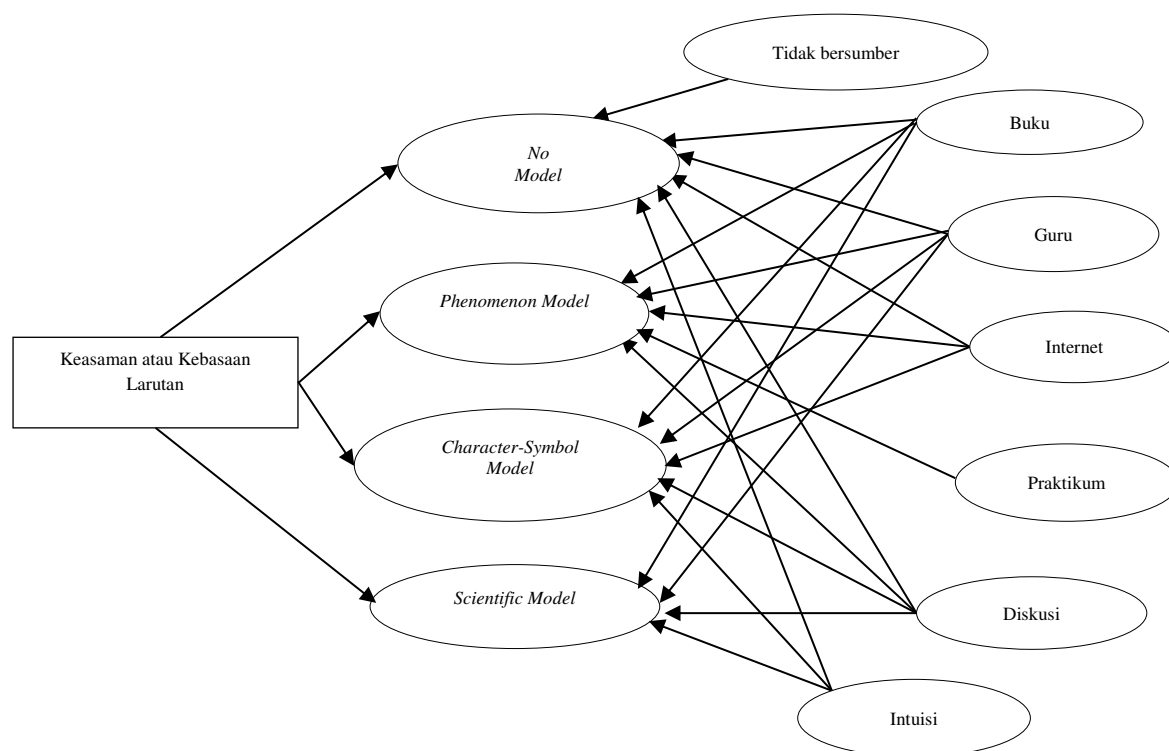 Tidak bersumber
Buku
No
Model
Guru
Phenomenon Model
Internet
Keasaman atau Kebasaan
Larutan
Character-Symbol
Model
Praktikum
Scientific Model
Diskusi
Intuisi